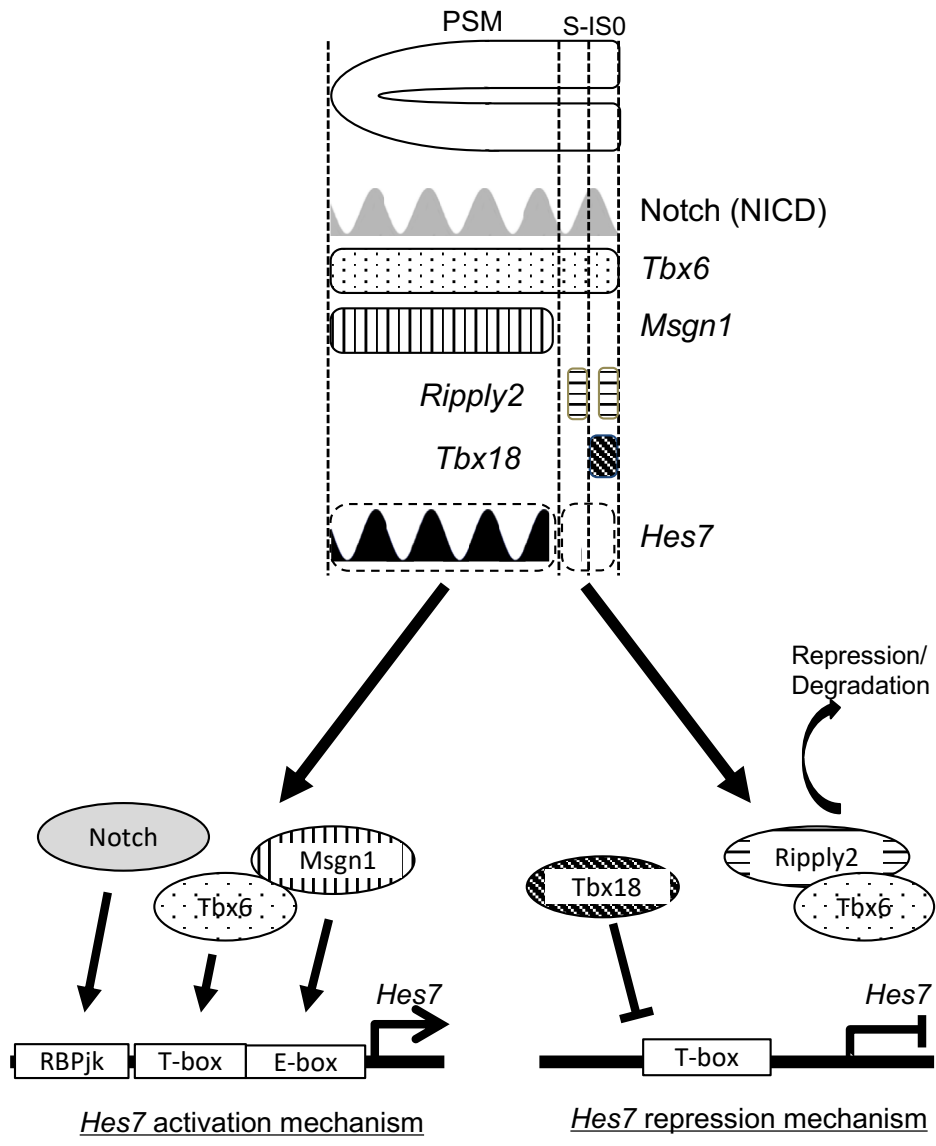 PSM
S-IS0
Notch (NICD)
Tbx6
Msgn1
Ripply2
Tbx18
Hes7
Repression/
Degradation
Notch
Msgn1
Tbx6
Tbx18
Ripply2
Tbx6
Hes7
RBPjk
T-box
E-box
Hes7
T-box
Hes7 activation mechanism
Hes7 repression mechanism